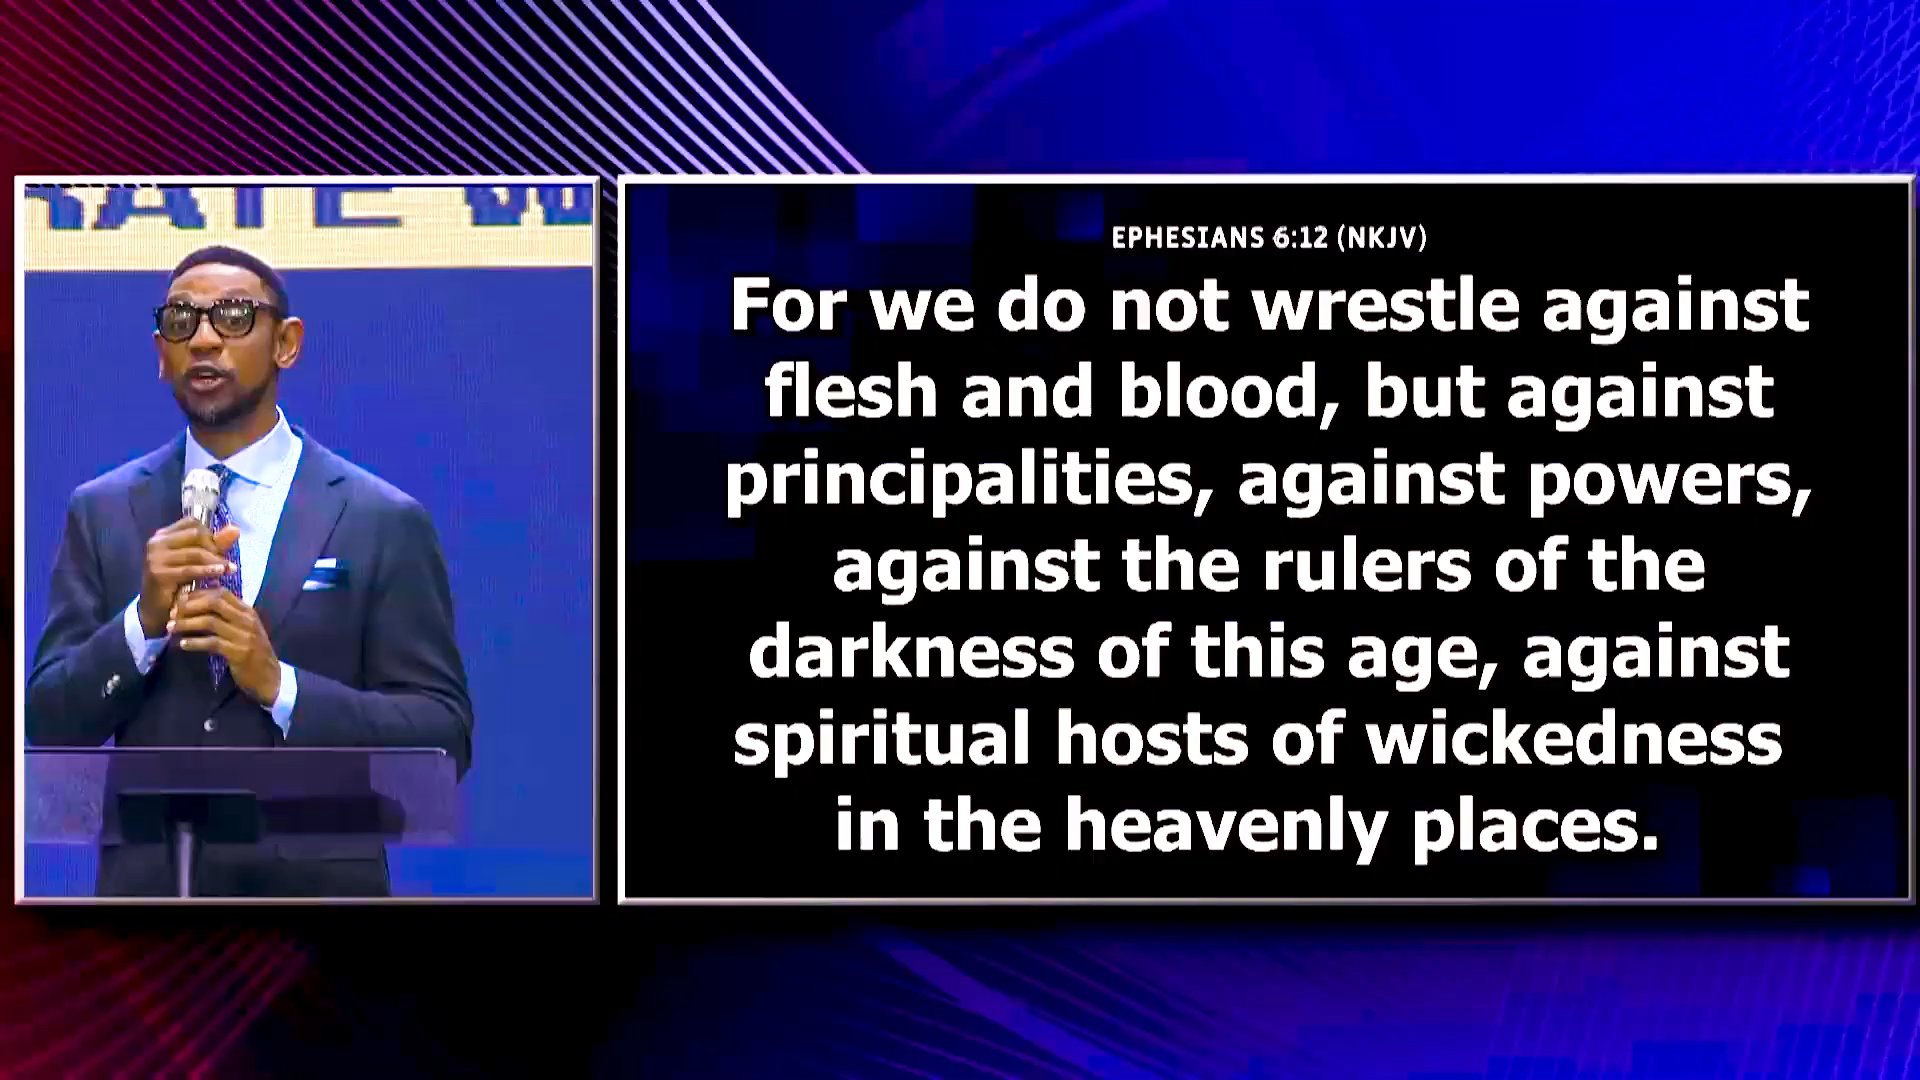 EPHESIANS 6:12 (NKJV)
For we do not wrestle against
flesh and blood, but against
principalities, against powers,
against the rulers of the
darkness of this age, against
spiritual hosts of wickedness
in the heavenly places.